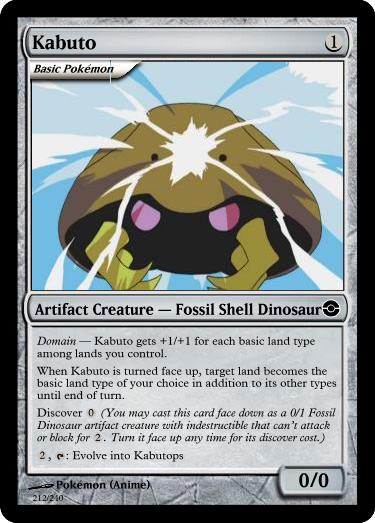 Kabuto 1
Basic Pokémon
Artifact Creature — Fossil Shell Dinosaur
Domain — Kabuto gets +1/+1 for each basic land type
among lands you control.
When Kabuto is turned face up, target land becomes the
basic land type of your choice in addition to its other types
until end of turn.
Discover 0 (You may cast this card face down as a 0/1 Fossil
Dinosaur artifact creature with indestructible that can't attack
or block for 2. Turn it face up any time for its discover cost.)
2, : Evolve into Kabutops
0/0
Pokémon (Anime)
212/240